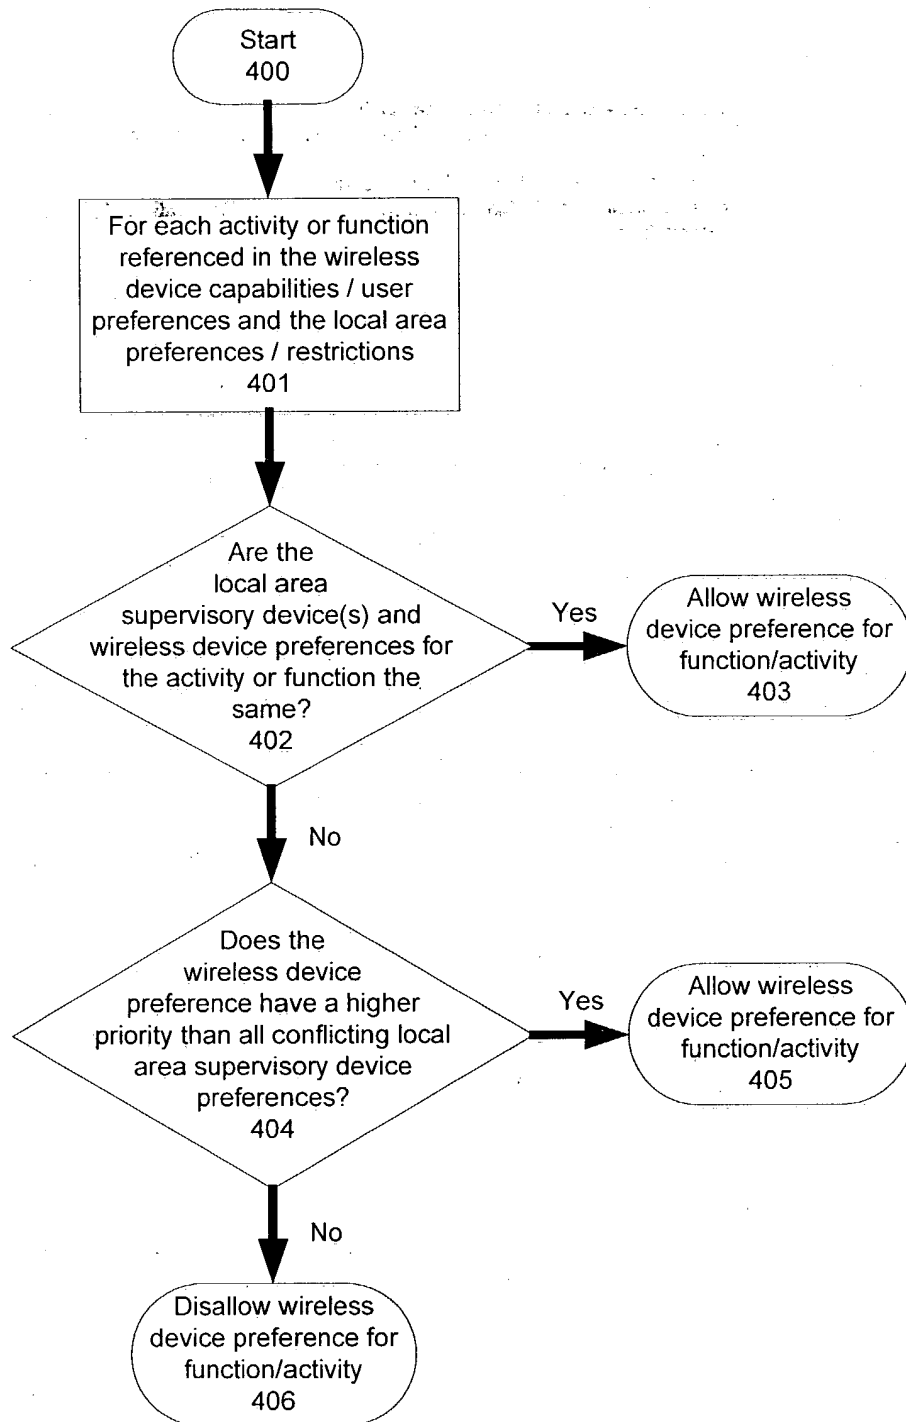 Start
400
For each activity or function
referenced in the wireless
device capabilities / user
preferences and the local area
preferences / restrictions
401
Are the
local area
supervisory device(s) and
wireless device preferences for
the activity or function the
same?
402
Yes
Allow wireless
device preference for
function/activity
403
No
Does the
wireless device
preference have a higher
priority than all conflicting local
area supervisory device
preferences?
404
Yes
Allow wireless
device preference for
function/activity
405
No
Disallow wireless
device preference for
function/activity
406